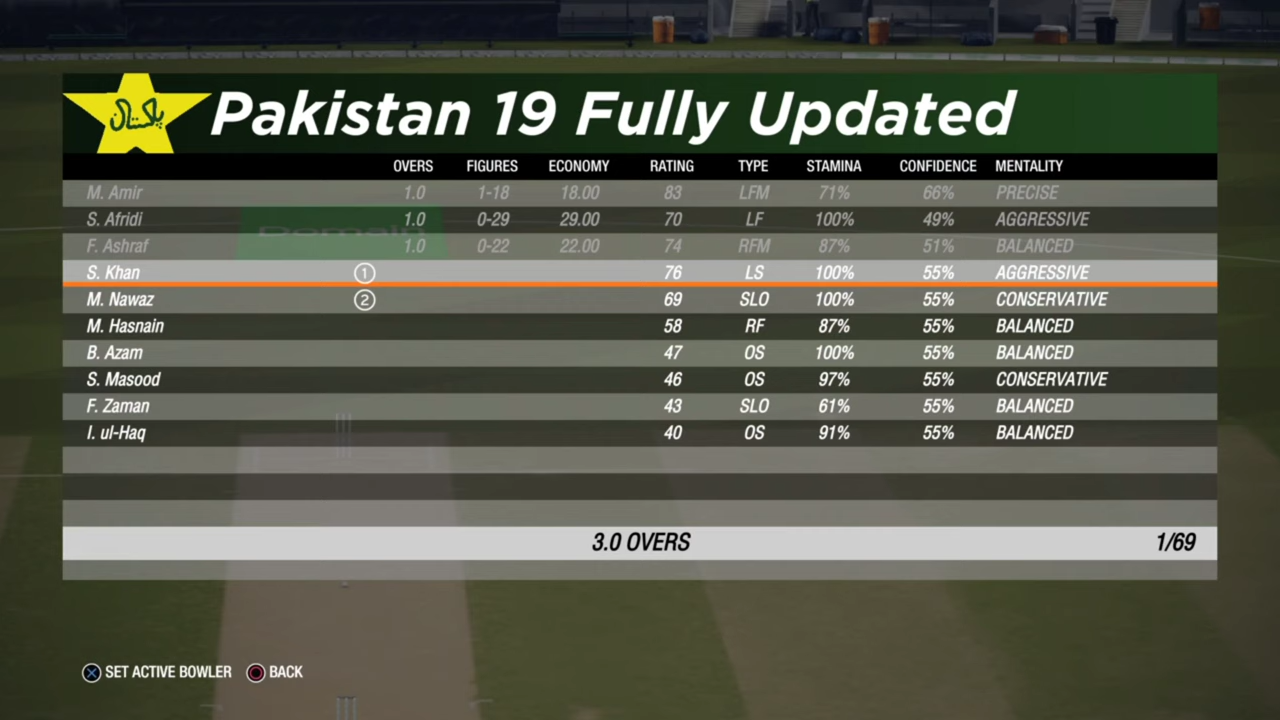 پاکستان
Pakistan 19 Fully Updated
OVERS FIGURES ECONOMY RATING TYPE STAMINA CONFIDENCE MENTALITY
M. Amir 1.0 1-18 18.00 83 LFM 71% 66% PRECISE
S. Afridi 1.0 0-29 29.00 70 LF 100% 49% AGGRESSIVE
Domain
F. Ashraf 1.0 0-22 22.00 74 RFM 87% 51% BALANCED
S. Khan 1 76 LS 100% 55% AGGRESSIVE
M. Nawaz 2 69 SLO 100% 55% CONSERVATIVE
M. Hasnain 58 RF 87% 55% BALANCED
B. Azam 47 OS 100% 55% BALANCED
S. Masood 46 OS 97% 55% CONSERVATIVE
F. Zaman 43 SLO 61% 55% BALANCED
I. ul-Haq 40 OS 91% 55% BALANCED
3.0 OVERS 1/69
SET ACTIVE BOWLER BACK